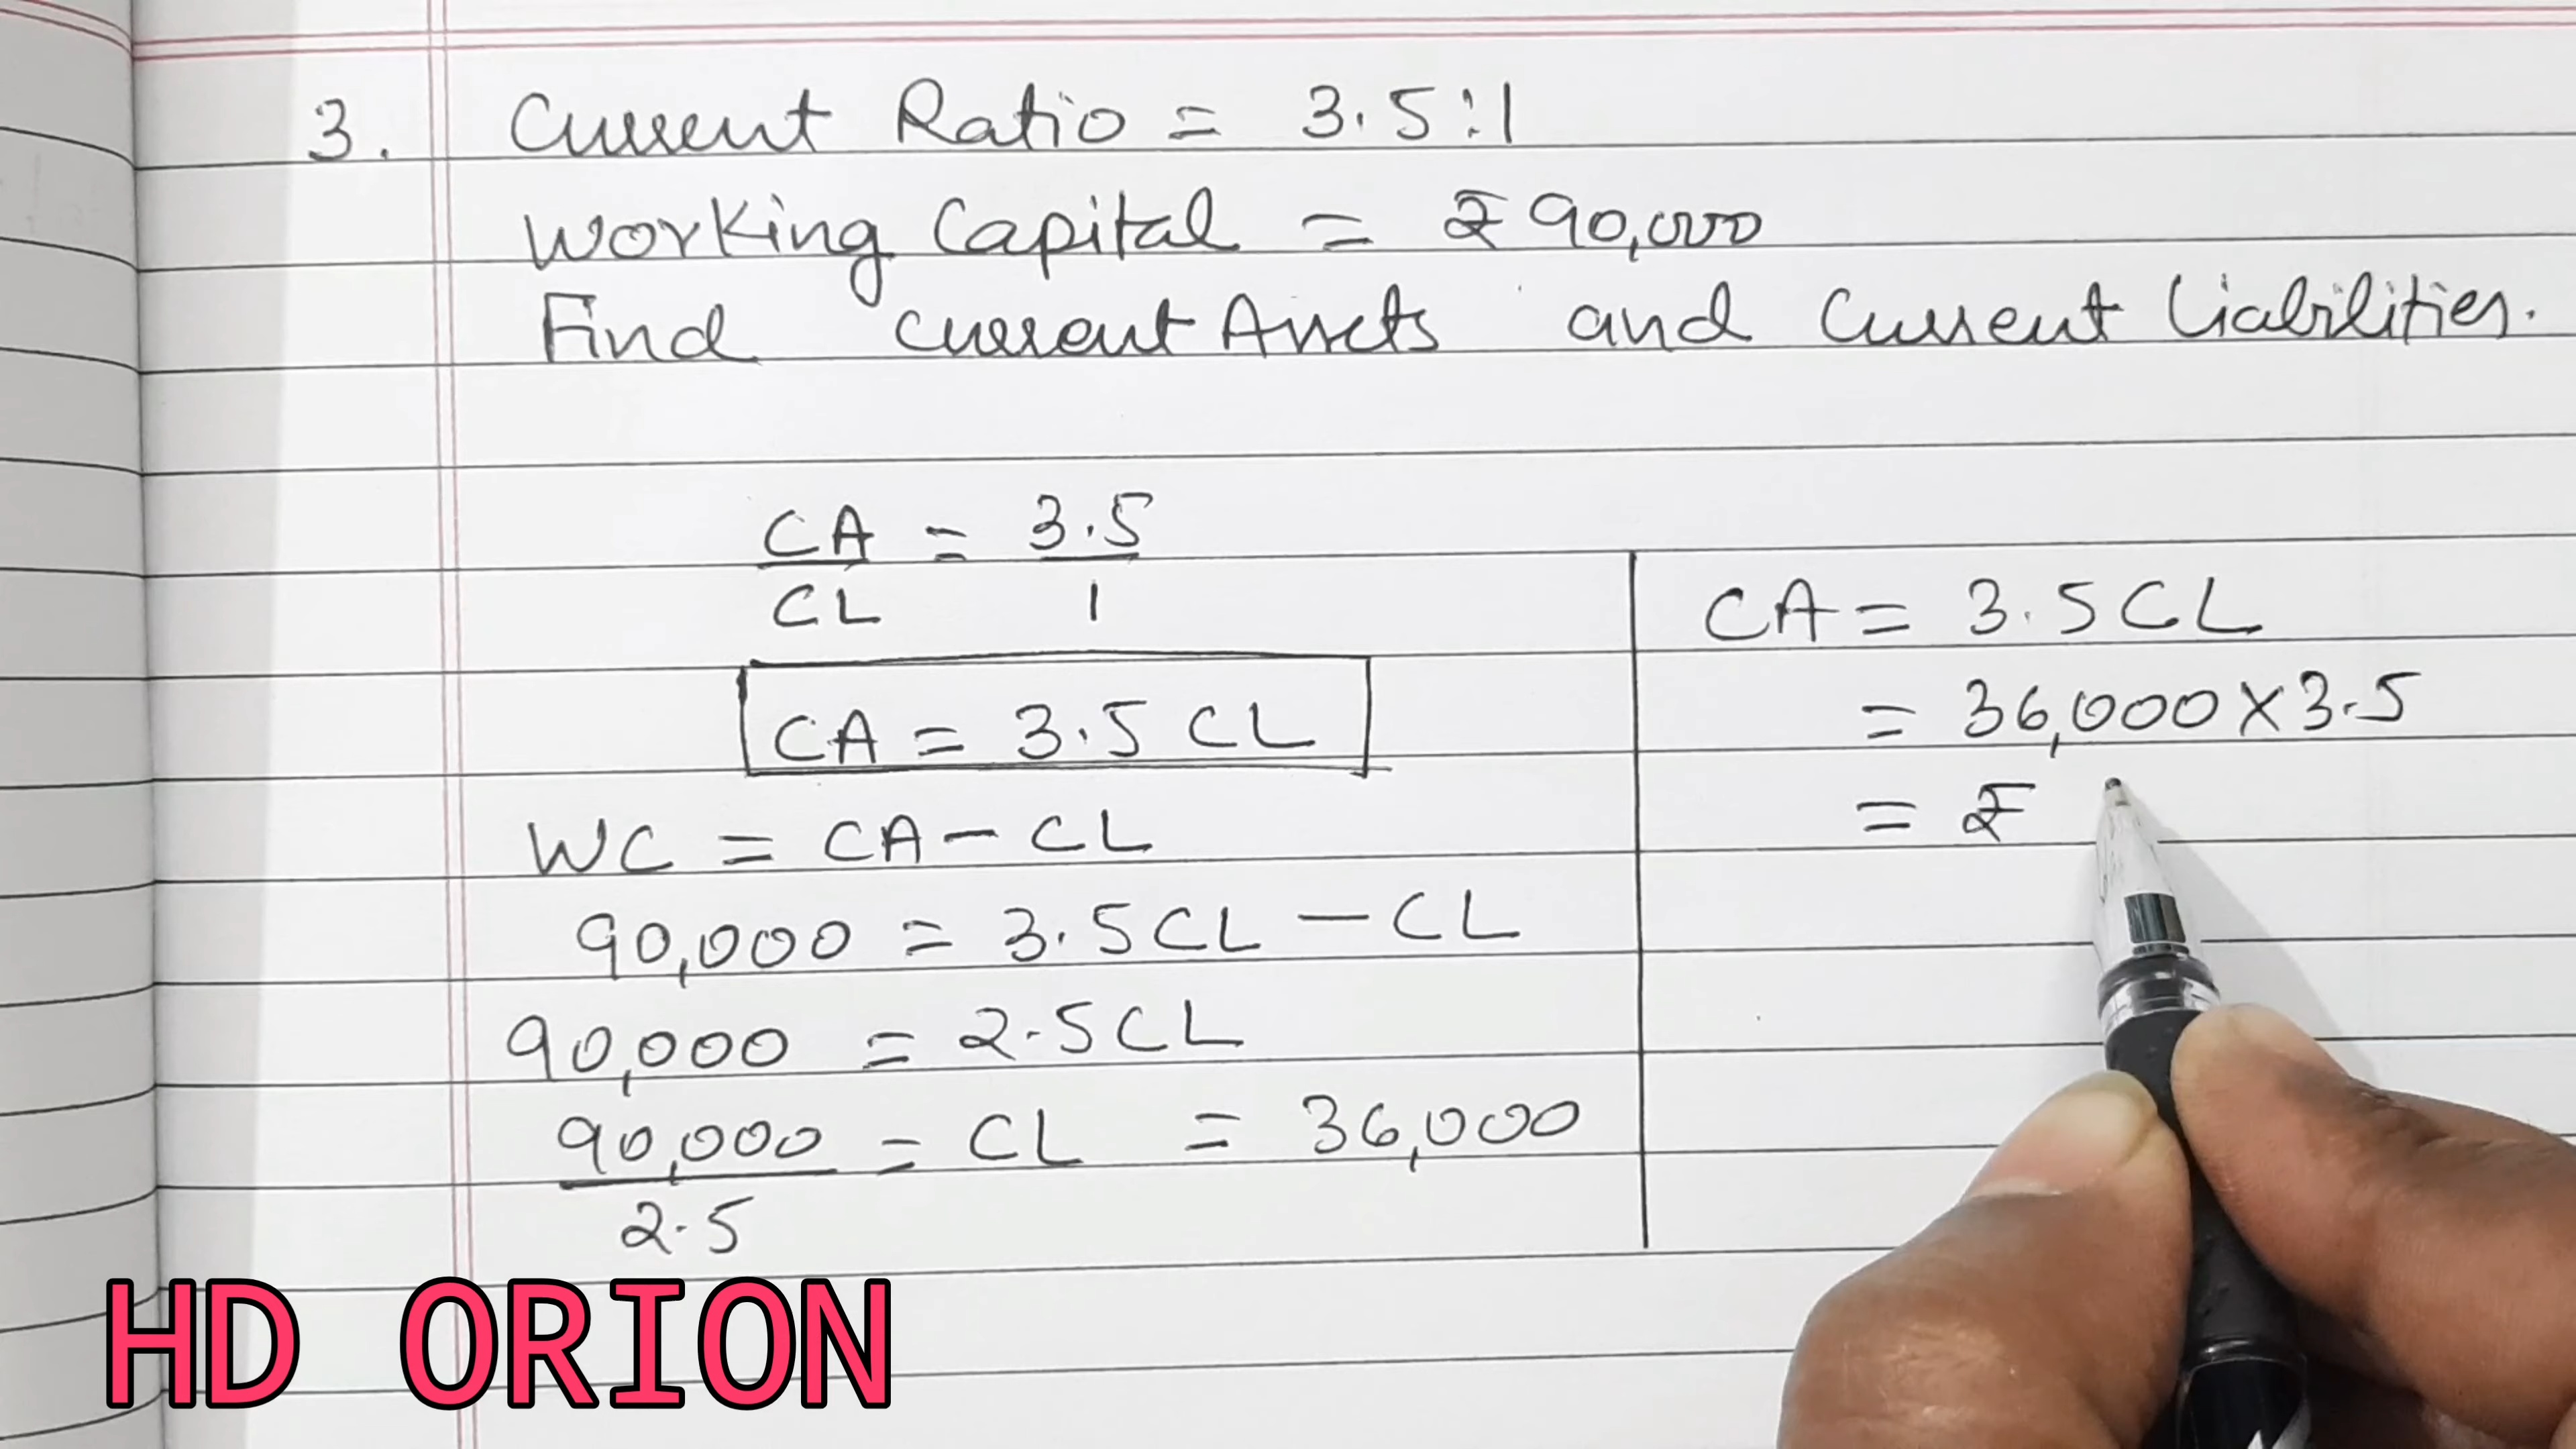 3. Current Ratio = 3.5:1
Working Capital = ₹90,000
Find Current Assets and Current Liabilities.
CA/CL = 3.5/1
CA = 3.5 CL
WC = CA - CL
90,000 = 3.5CL - CL
90,000 = 2.5CL
90,000/2.5 = CL = 36,000
CA = 3.5CL
= 36,000 X 3.5
= ₹
HD ORION